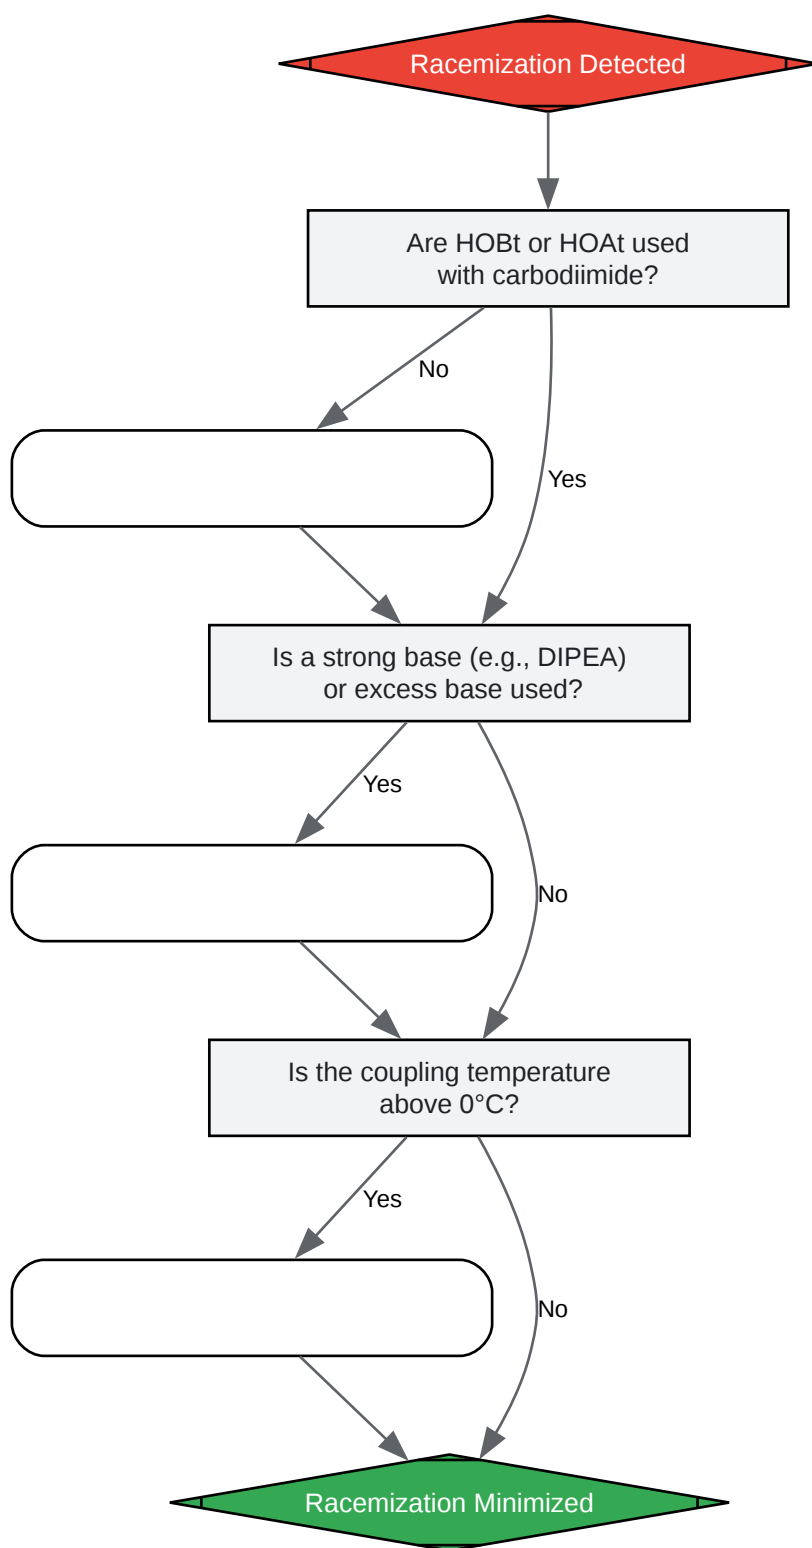 Racemization Detected
Are HOBt or HOAt used
with carbodiimide?
No
Yes
Is a strong base (e.g., DIPEA)
or excess base used?
Yes
No
Is the coupling temperature
above 0°C?
Yes
No
Racemization Minimized